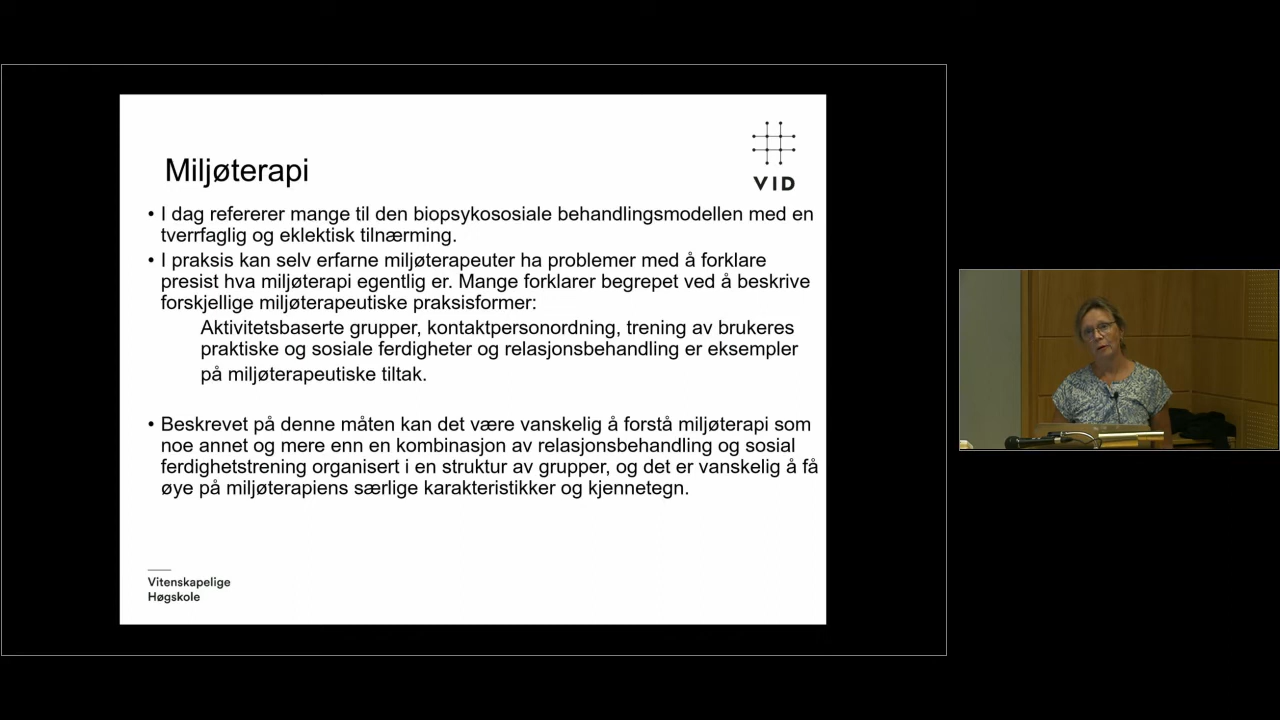 Miljøterapi
VID
• I dag refererer mange til den biopsykososiale behandlingsmodellen med en
tverrfaglig og eklektisk tilnærming.
• I praksis kan selv erfarne miljøterapeuter ha problemer med å forklare
presist hva miljøterapi egentlig er. Mange forklarer begrepet ved å beskrive
forskjellige miljøterapeutiske praksisformer:
Aktivitetsbaserte grupper, kontaktpersonordning, trening av brukeres
praktiske og sosiale ferdigheter og relasjonsbehandling er eksempler
på miljøterapeutiske tiltak.
• Beskrevet på denne måten kan det være vanskelig å forstå miljøterapi som
noe annet og mere enn en kombinasjon av relasjonsbehandling og sosial
ferdighetstrening organisert i en struktur av grupper, og det er vanskelig å få
øye på miljøterapiens særlige karakteristikker og kjennetegn.
Vitenskapelige
Høgskole